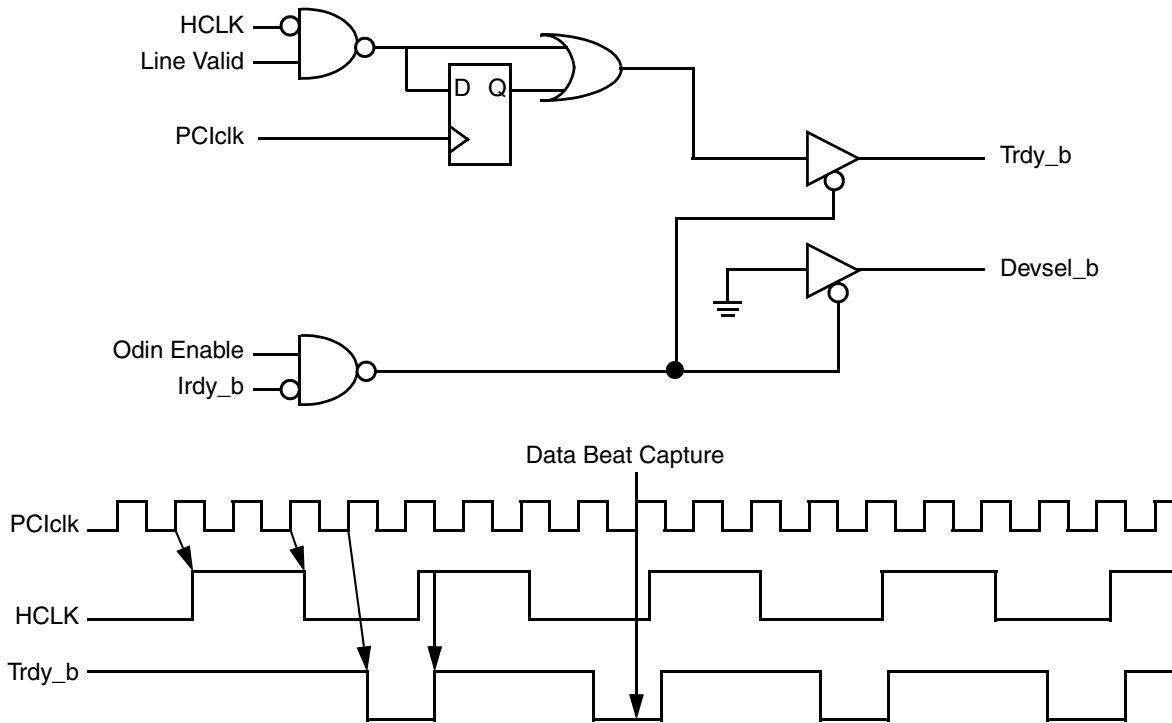 HCLK
Line Valid
D Q
PCIclk
Trdy_b
Devsel_b
Odin Enable
Irdy_b
Data Beat Capture
PCIclk
HCLK
Trdy_b